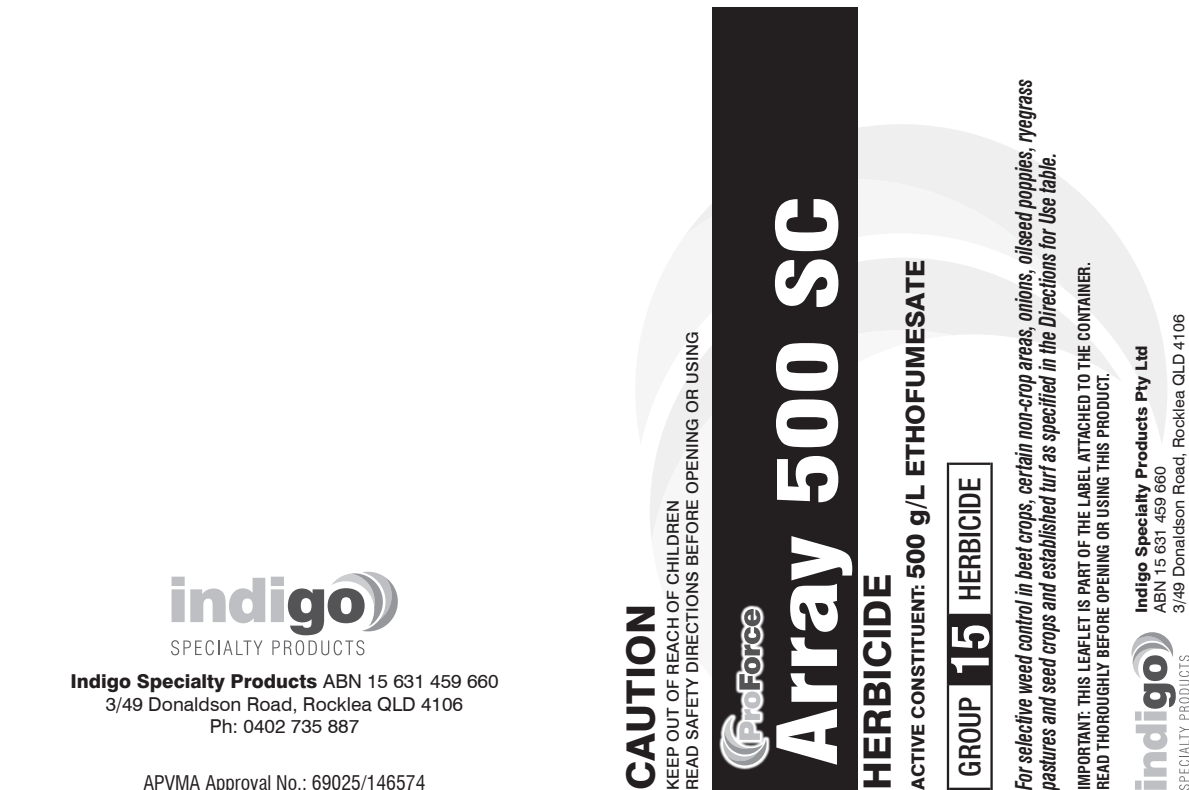 indigo
SPECIALTY PRODUCTS
Indigo Specialty Products ABN 15 631 459 660
3/49 Donaldson Road, Rocklea QLD 4106
Ph: 0402 735 887
APVMA Approval No.: 69025/146574
CAUTION
KEEP OUT OF REACH OF CHILDREN
READ SAFETY DIRECTIONS BEFORE OPENING OR USING
ProForce
Array 500 SC
HERBICIDE
ACTIVE CONSTITUENT: 500 g/L ETHOFUMESATE
GROUP 15 HERBICIDE
For selective weed control in beet crops, certain non-crop areas, onions, oilseed poppies, ryegrass
pastures and seed crops and established turf as specified in the Directions for Use table.
IMPORTANT: THIS LEAFLET IS PART OF THE LABEL ATTACHED TO THE CONTAINER.
READ THOROUGHLY BEFORE OPENING OR USING THIS PRODUCT.
indigo
SPECIALTY PRODUCTS
Indigo Specialty Products Pty Ltd
ABN 15 631 459 660
3/49 Donaldson Road, Rocklea QLD 4106